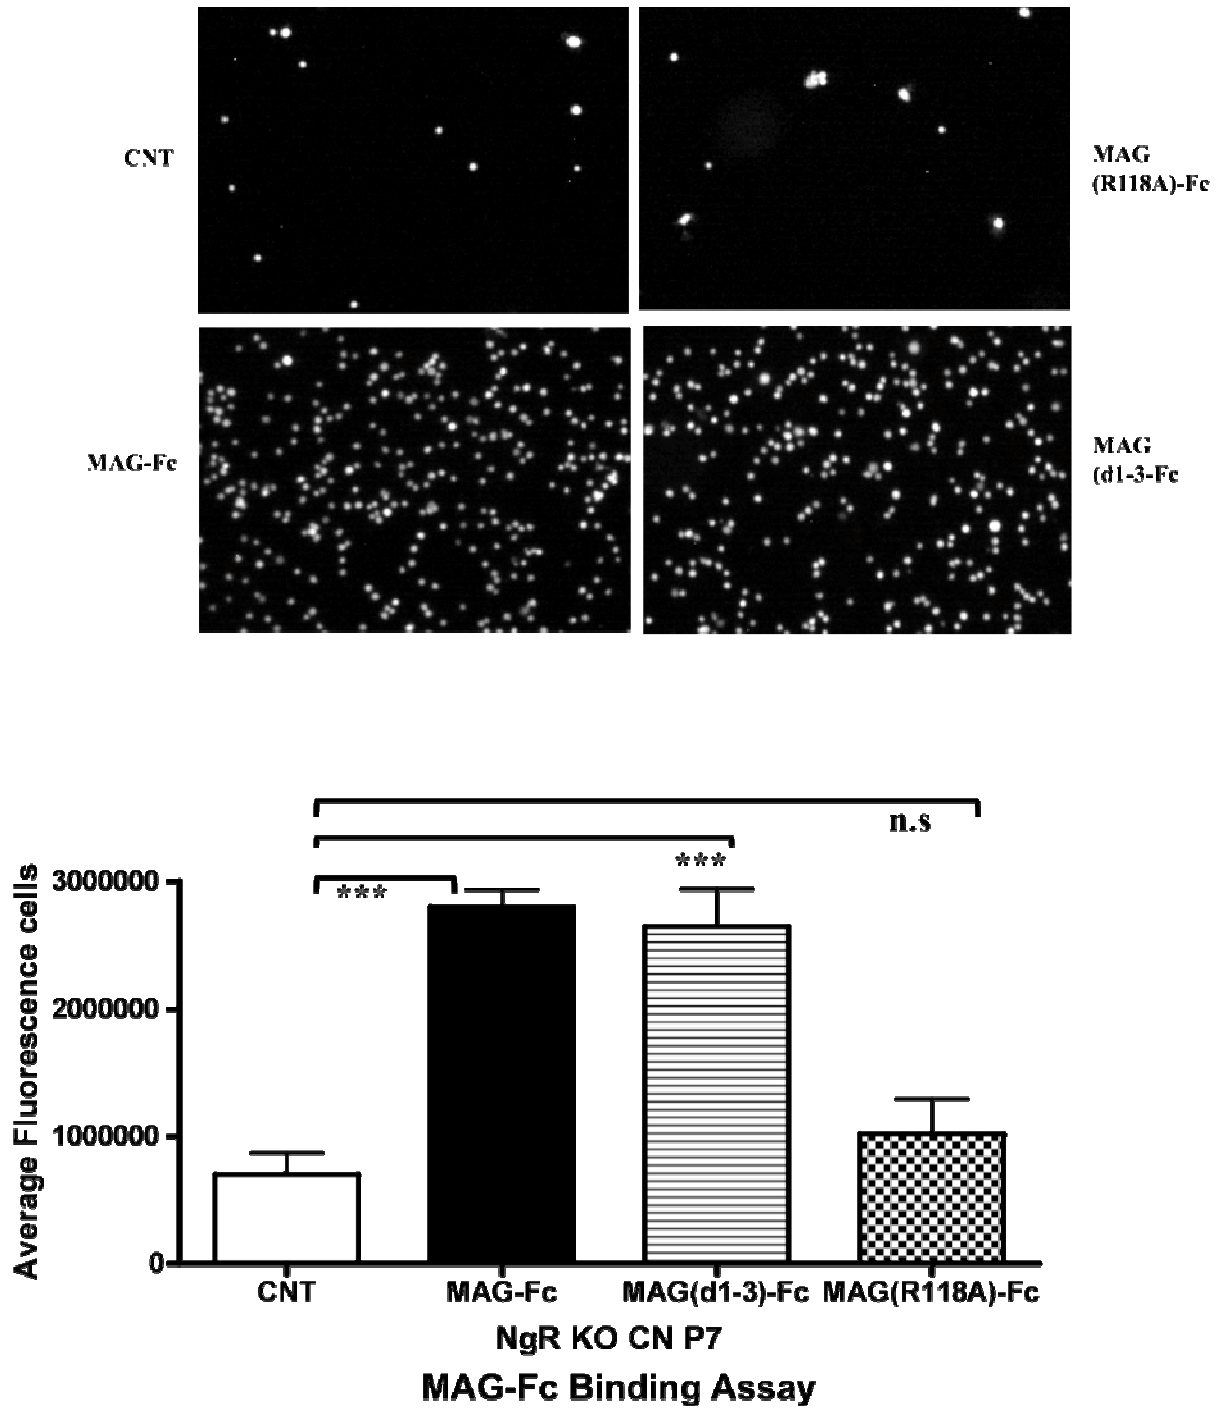 CNT
MAG
(R118A)-Fc
MAG-Fc
MAG
(d1-3-Fc
n.s
***
***
Average Fluorescence cells
3000000
2000000
1000000
0
CNT
MAG-Fc
MAG(d1-3)-Fc
MAG(R118A)-Fc
NgR KO CN P7
MAG-Fc Binding Assay